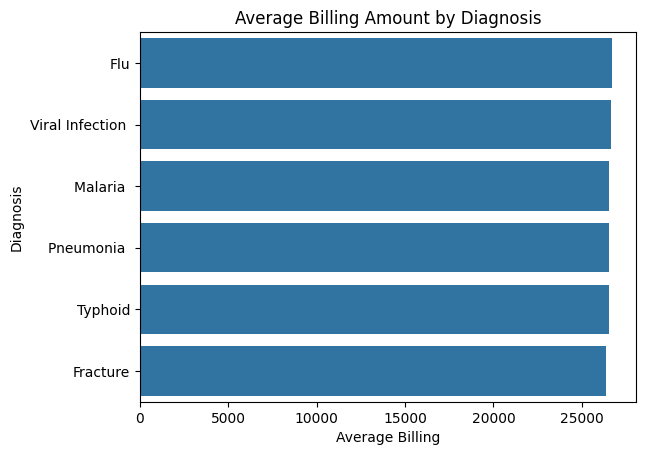 Average Billing Amount by Diagnosis
Diagnosis
Flu
Viral Infection
Malaria
Pneumonia
Typhoid
Fracture
0 5000 10000 15000 20000 25000
Average Billing